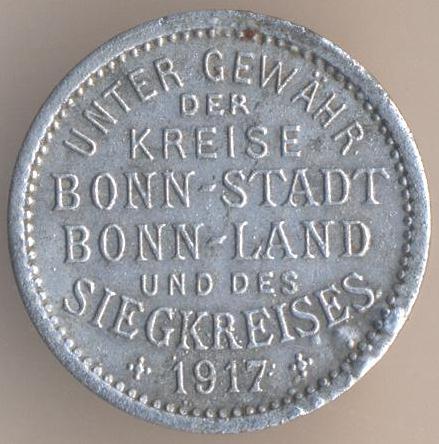 UNTER GEWÄHR
DER
KREISE
BONN-STADT
BONN-LAND
UND DES
SIEGKREISES
1917